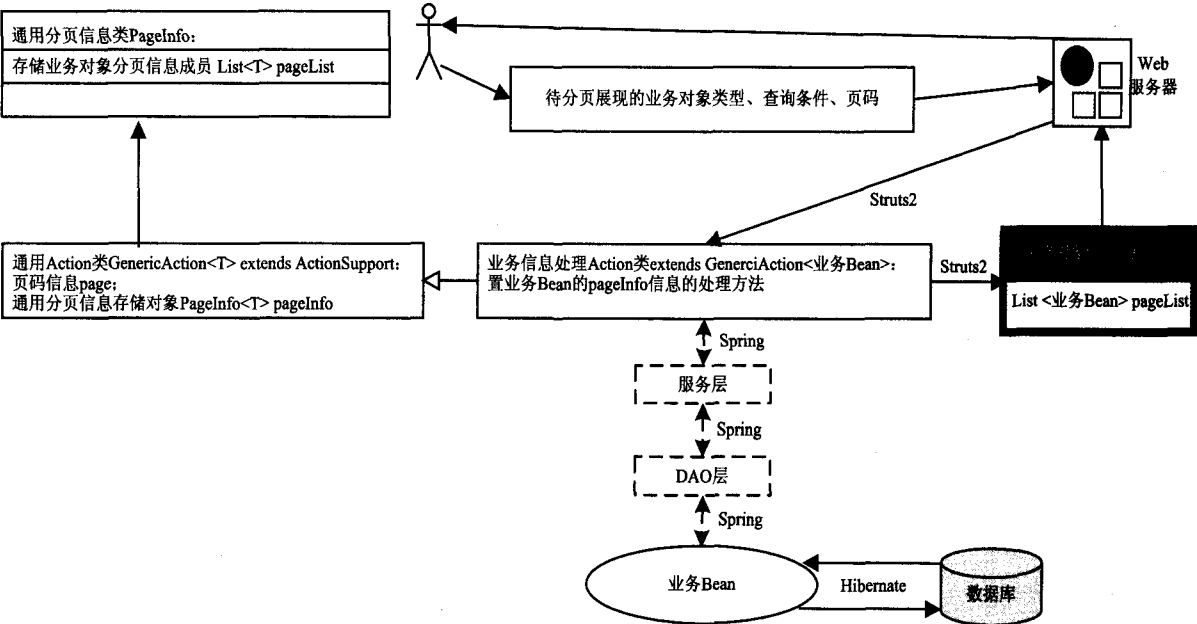 通用分页信息类PageInfo:
存储业务对象分页信息成员 List<T> pageList
待分页展现的业务对象类型、查询条件、页码
Web
服务器
Struts2
通用Action类GenericAction<T> extends ActionSupport:
页码信息page;
通用分页信息存储对象PageInfo<T> pageInfo
业务信息处理Action类extends GenerciAction<业务Bean>:
置业务Bean的pageInfo信息的处理方法
Struts2
List <业务Bean> pageList
Spring
服务层
Spring
DAO层
Spring
业务Bean
Hibernate
数据库